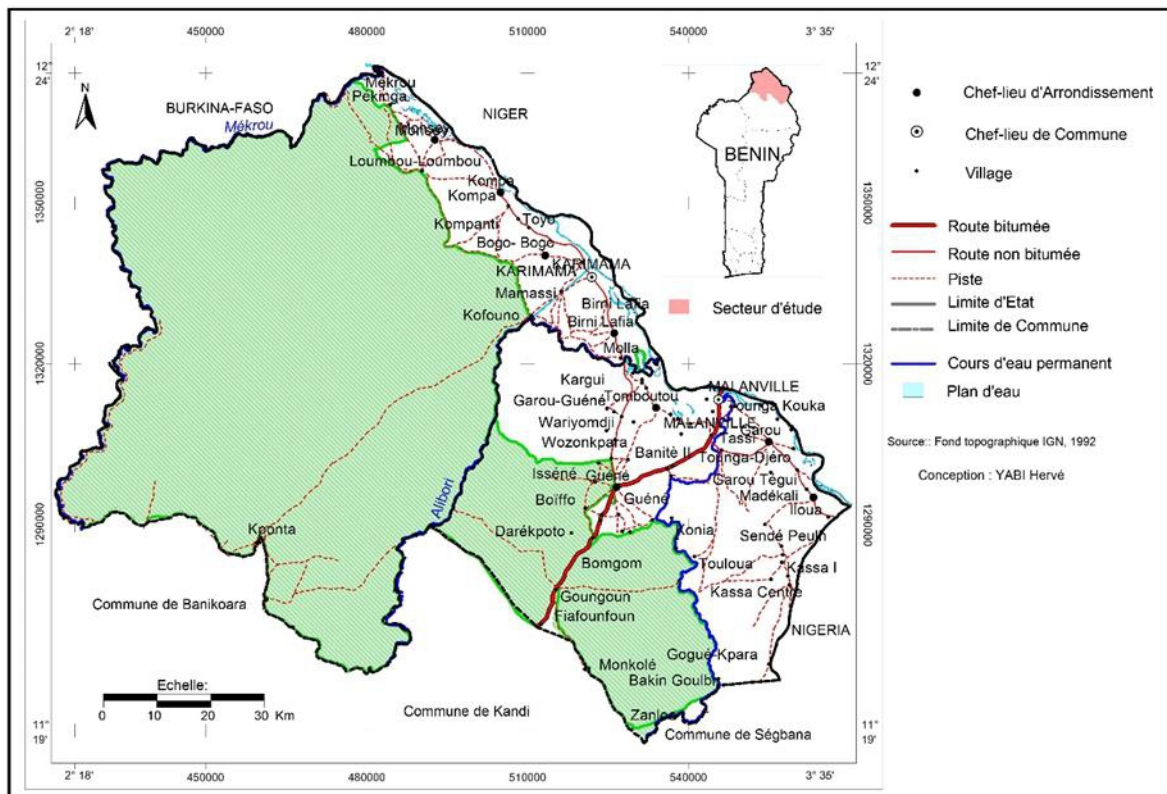 2° 18'
450000
480000
510000
540000
3° 35'
12°
24'
12°
24'
N
BURKINA-FASO
Mékrou
NIGER
Mékrou
Pékinga
Monsey
Loumbou-Loumbou
Kompa
Kompa
Kompanti
Toyo
Bogo- Bogo
KARIMAMA
KARIMAMA
Mamassi
Birni Lafia
Birni Lafia
Kofouno
Molla
1350000
1350000
1320000
1320000
1290000
1290000
Kargui
Garou-Guéné
Tomboutou
MALANVILLE
MALANVILLE
Wariyomdji
Wozonkpara
Tounga Kouka
Garou
Tassi
Banitè II
Tounga-Djéro
Isséné
Guéné
Garou Tègui
Madékali
Boïffo
Guéné
Iloua
Alibori
Darékpoto
Konia
Sendé Peulh
Kponta
Bomgom
Touloua
Kassa I
Goungoun
Kassa Centre
Fiafounfoun
NIGERIA
Commune de Banikoara
Monkolé
Gogué-Kpara
Bakin Goulbi
Echelle:
0 10 20 30 Km
Commune de Kandi
Commune de Ségbana
11°
19'
11°
19'
2° 18'
450000
480000
510000
540000
3° 35'
BENIN
Secteur d'étude
Chef-lieu d'Arrondissement
Chef-lieu de Commune
Village
Route bitumée
Route non bitumée
Piste
Limite d'Etat
Limite de Commune
Cours d'eau permanent
Plan d'eau
Source:: Fond topographique IGN, 1992
Conception : YABI Hervé